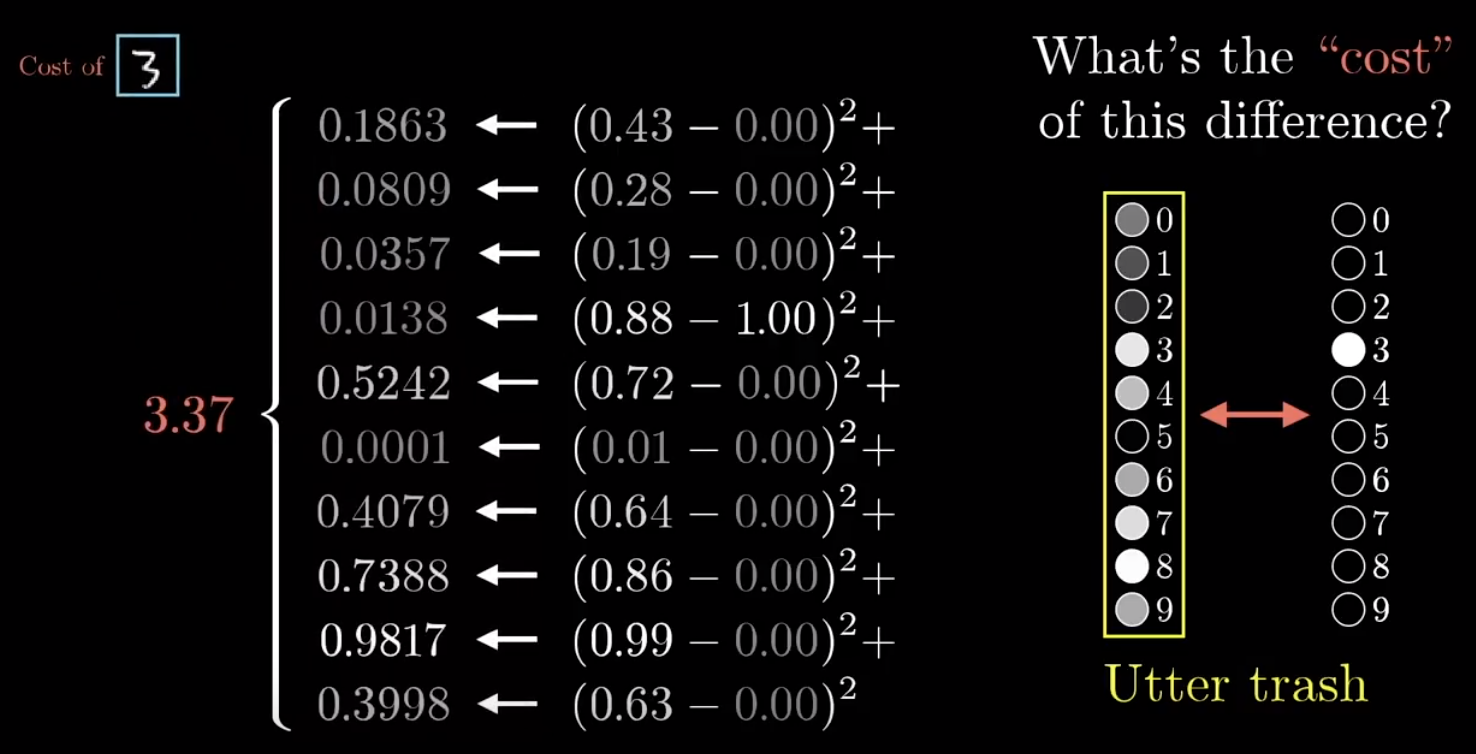 Cost of 3
What's the “cost”
of this difference?
0.1863 ← (0.43 − 0.00)²+
0.0809 ← (0.28 − 0.00)²+
0.0357 ← (0.19 − 0.00)²+
0.0138 ← (0.88 − 1.00)²+
0.5242 ← (0.72 − 0.00)²+
0.0001 ← (0.01 − 0.00)²+
0.4079 ← (0.64 − 0.00)²+
0.7388 ← (0.86 − 0.00)²+
0.9817 ← (0.99 − 0.00)²+
0.3998 ← (0.63 − 0.00)²
3.37
0 0
1 1
2 2
3 3
4 4
5 5
6 6
7 7
8 8
9 9
Utter trash